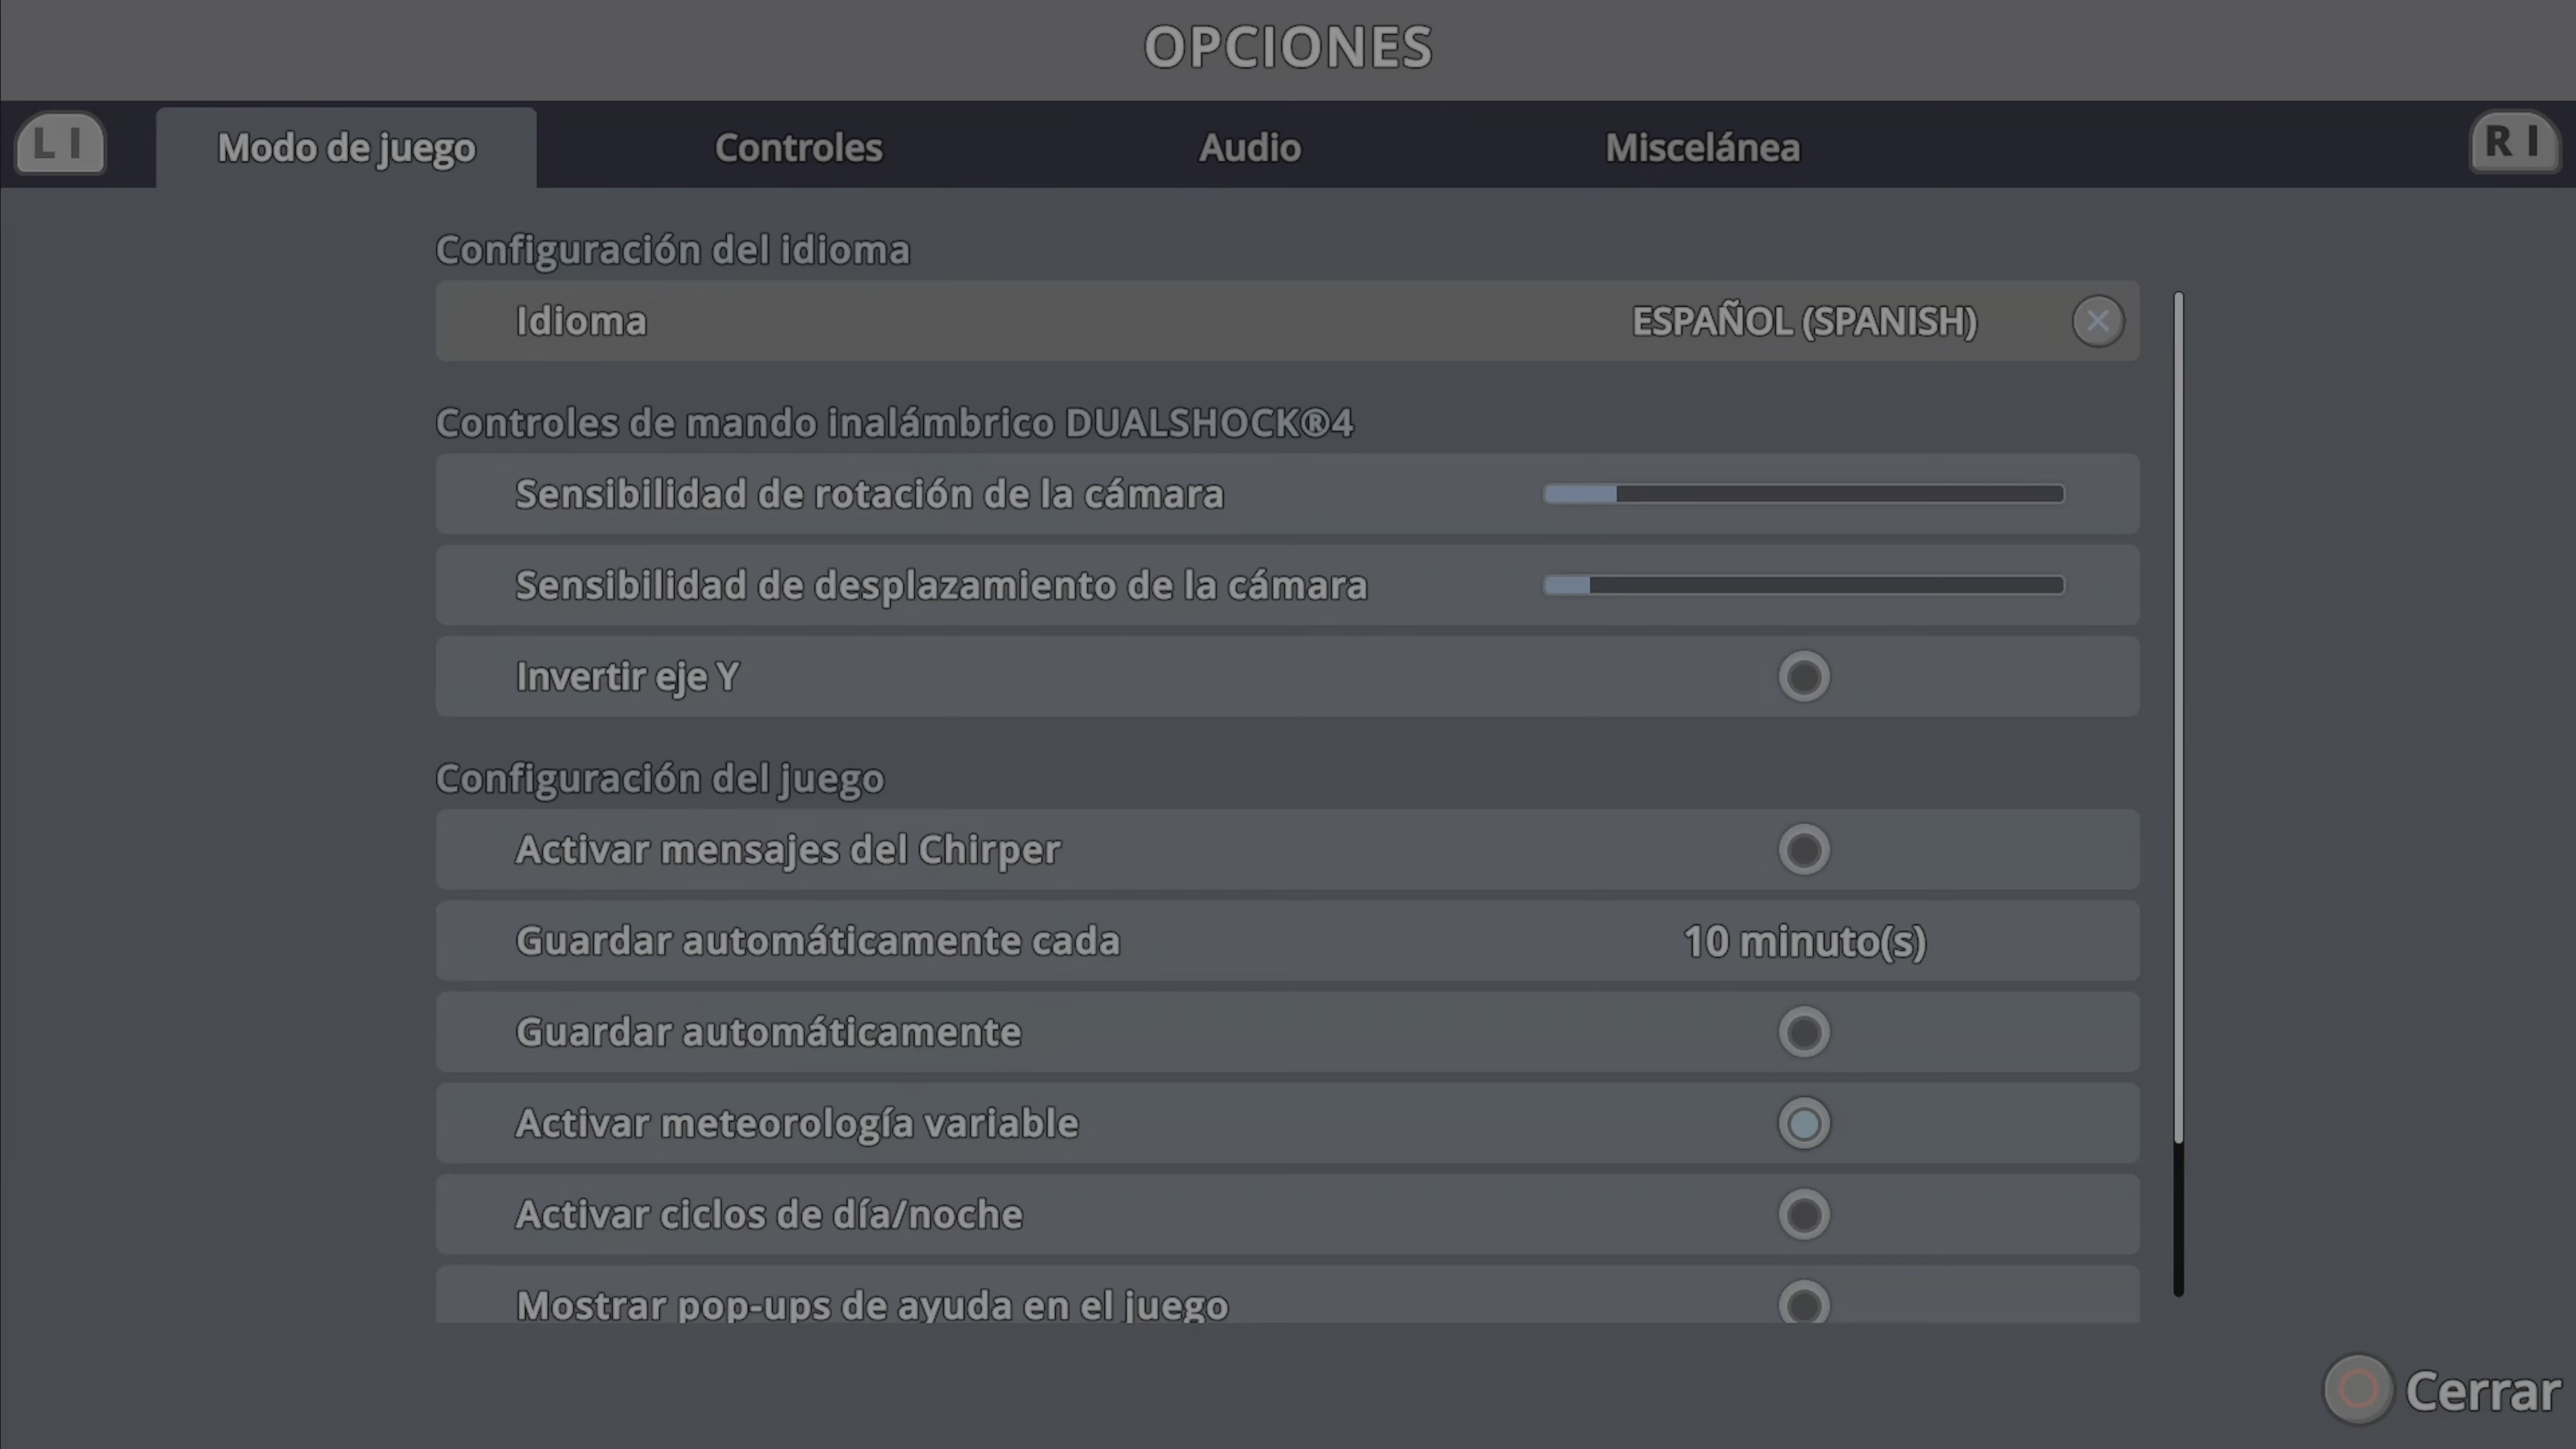 OPCIONES
L1 Modo de juego Controles Audio Miscelánea R1
Configuración del idioma
Idioma ESPAÑOL (SPANISH)
Controles de mando inalámbrico DUALSHOCK®4
Sensibilidad de rotación de la cámara
Sensibilidad de desplazamiento de la cámara
Invertir eje Y
Configuración del juego
Activar mensajes del Chirper
Guardar automáticamente cada 10 minuto(s)
Guardar automáticamente
Activar meteorología variable
Activar ciclos de día/noche
Mostrar pop-ups de ayuda en el juego
Cerrar